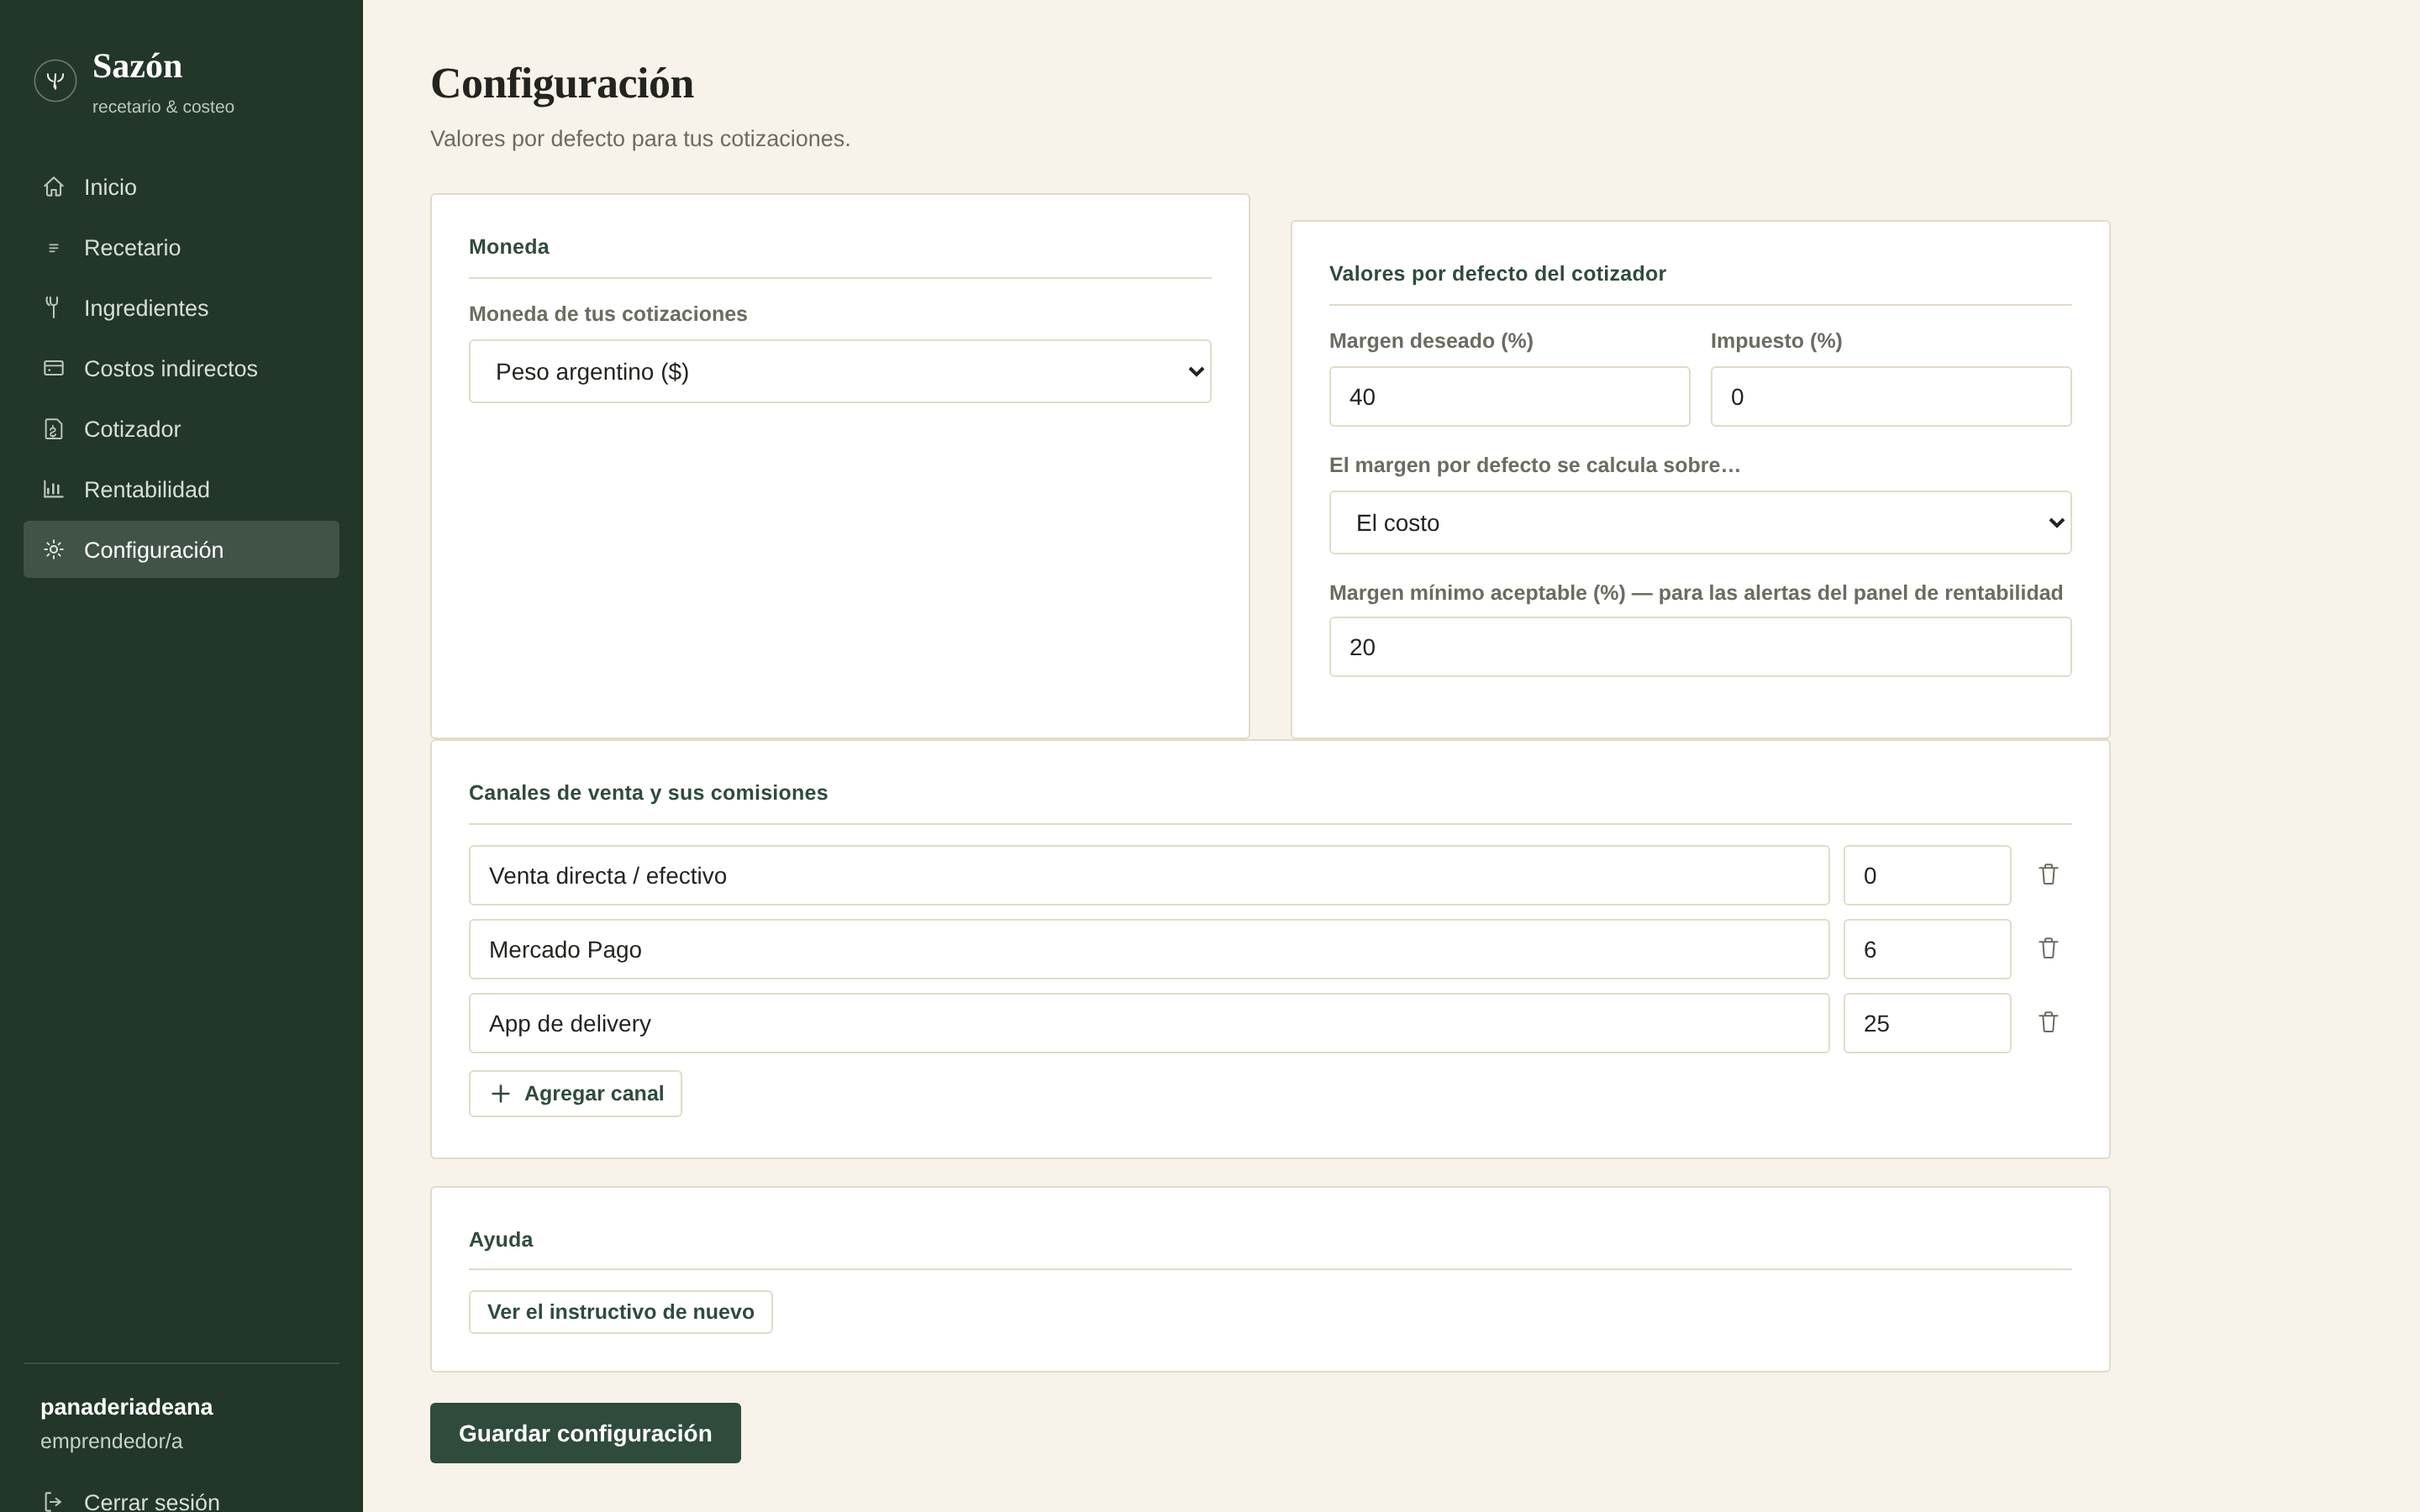 Sazón
recetario & costeo
Inicio
Recetario
Ingredientes
Costos indirectos
Cotizador
Rentabilidad
Configuración
panaderiadeana
emprendedor/a
Cerrar sesión
Configuración
Valores por defecto para tus cotizaciones.
Moneda
Moneda de tus cotizaciones
Peso argentino ($)
Valores por defecto del cotizador
Margen deseado (%) Impuesto (%)
40 0
El margen por defecto se calcula sobre…
El costo
Margen mínimo aceptable (%) — para las alertas del panel de rentabilidad
20
Canales de venta y sus comisiones
Venta directa / efectivo 0
Mercado Pago 6
App de delivery 25
Agregar canal
Ayuda
Ver el instructivo de nuevo
Guardar configuración